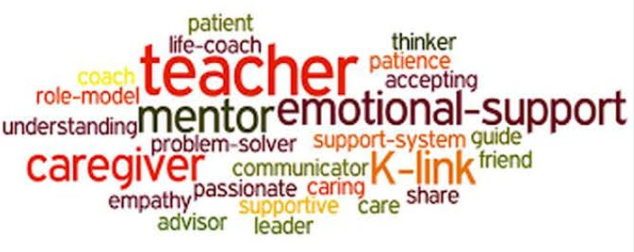 patient
life-coach thinker
teacher patience
coach accepting
role-model
mentor emotional-support
understanding
problem-solver support-system guide
caregiver communicator K-link friend
passionate caring share
empathy supportive care
advisor leader